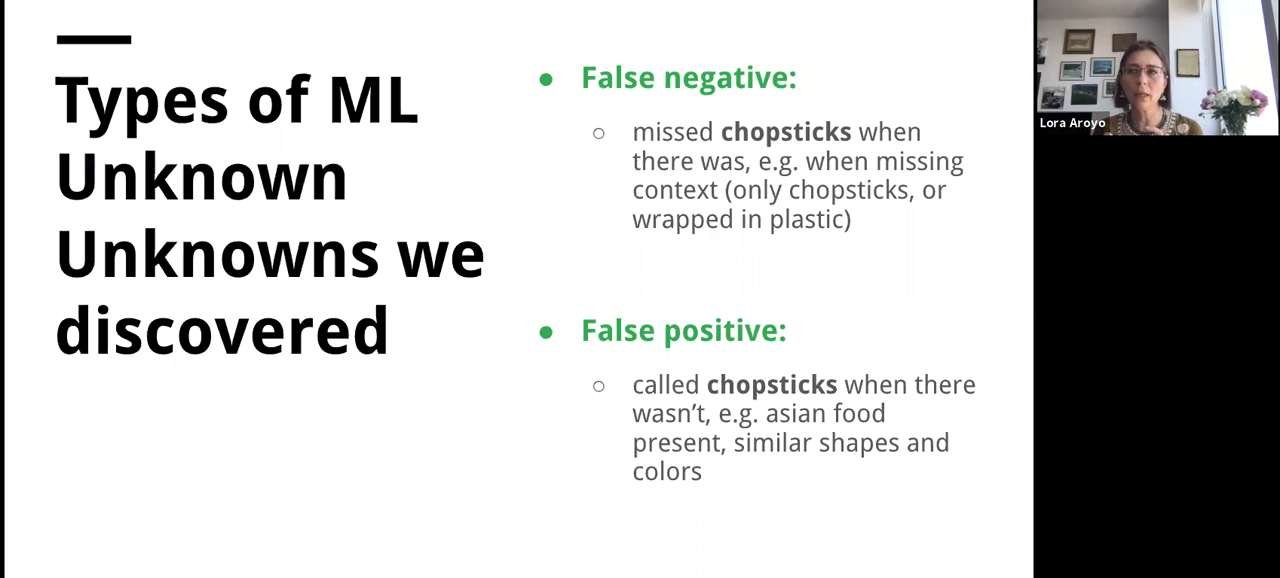 Types of ML
Unknown
Unknowns we
discovered
● False negative:
○ missed chopsticks when
there was, e.g. when missing
context (only chopsticks, or
wrapped in plastic)
● False positive:
○ called chopsticks when there
wasn’t, e.g. asian food
present, similar shapes and
colors
Lora Aroyo